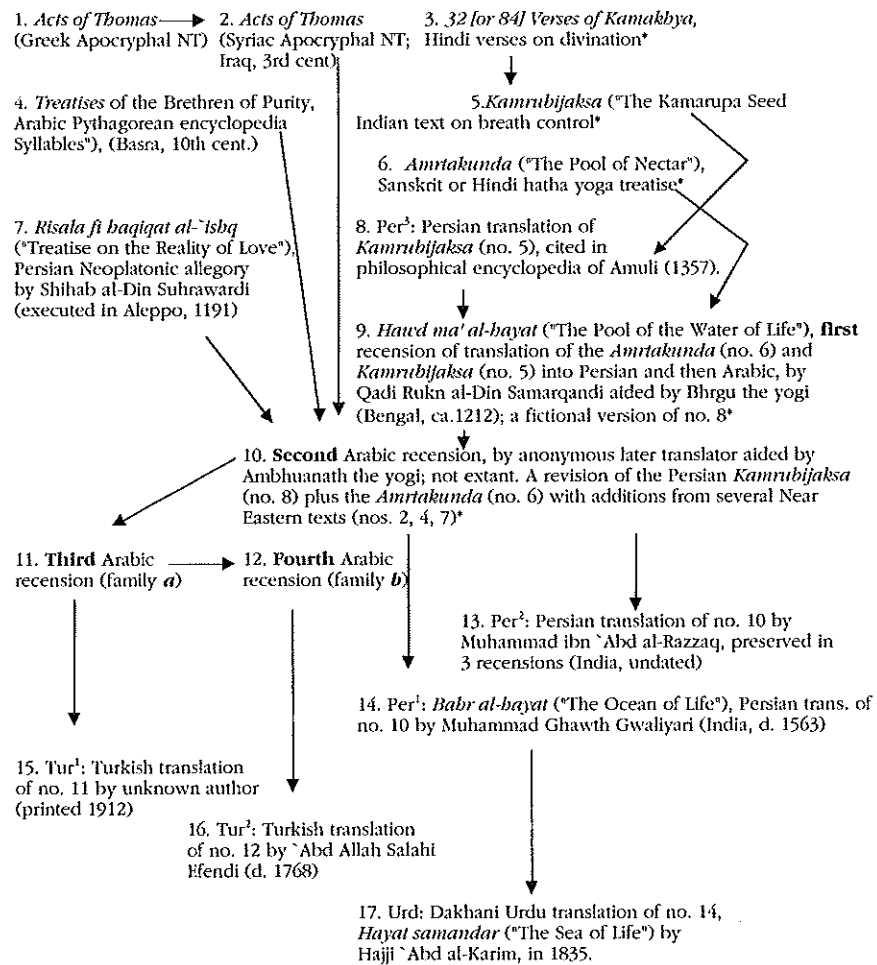 1. Acts of Thomas
(Greek Apocryphal NT)
2. Acts of Thomas
(Syriac Apocryphal NT;
Iraq, 3rd cent)
3. 32 [or 84] Verses of Kamakhya,
Hindi verses on divination*
4. Treatises of the Brethren of Purity,
Arabic Pythagorean encyclopedia
Syllables"), (Basra, 10th cent.)
5.Kamrubijaksa ("The Kamarupa Seed
Indian text on breath control*
6. Amrtakunda ("The Pool of Nectar"),
Sanskrit or Hindi hatha yoga treatise*
7. Risala fi haqiqat al-`ishq
("Treatise on the Reality of Love"),
Persian Neoplatonic allegory
by Shihab al-Din Suhrawardi
(executed in Aleppo, 1191)
8. Per³: Persian translation of
Kamrubijaksa (no. 5), cited in
philosophical encyclopedia of Amuli (1357).
9. Hawd ma' al-hayat ("The Pool of the Water of Life"), first
recension of translation of the Amrtakunda (no. 6) and
Kamrubijaksa (no. 5) into Persian and then Arabic, by
Qadi Rukn al-Din Samarqandi aided by Bhrgu the yogi
(Bengal, ca.1212); a fictional version of no. 8*
10. Second Arabic recension, by anonymous later translator aided by
Ambhuanath the yogi; not extant. A revision of the Persian Kamrubijaksa
(no. 8) plus the Amrtakunda (no. 6) with additions from several Near
Eastern texts (nos. 2, 4, 7)*
11. Third Arabic
recension (family a)
12. Fourth Arabic
recension (family b)
13. Per²: Persian translation of no. 10 by
Muhammad ibn `Abd al-Razzaq, preserved in
3 recensions (India, undated)
14. Per¹: Bahr al-hayat ("The Ocean of Life"), Persian trans. of
no. 10 by Muhammad Ghawth Gwaliyari (India, d. 1563)
15. Tur¹: Turkish translation
of no. 11 by unknown author
(printed 1912)
16. Tur²: Turkish translation
of no. 12 by `Abd Allah Salahi
Efendi (d. 1768)
17. Urd: Dakhani Urdu translation of no. 14,
Hayat samandar ("The Sea of Life") by
Hajji `Abd al-Karim, in 1835.